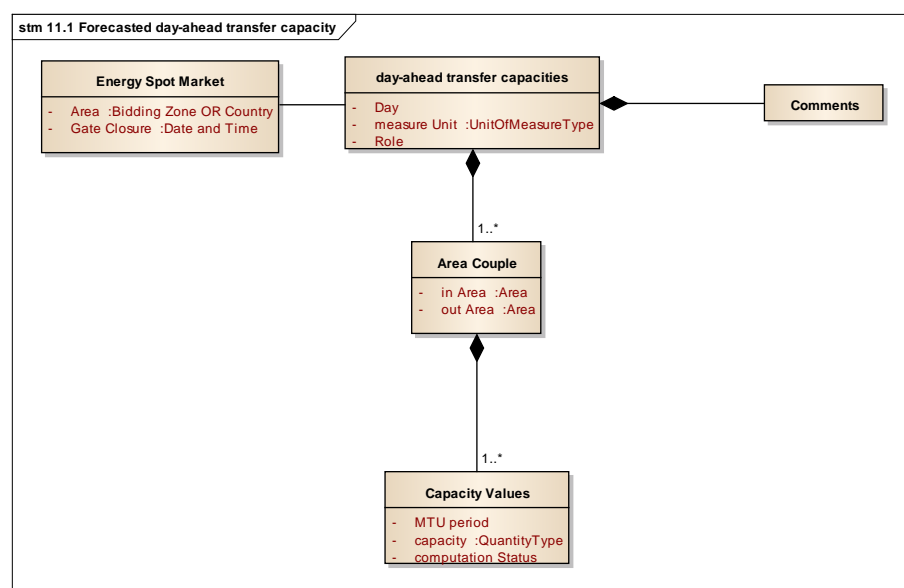 stm 11.1 Forecasted day-ahead transfer capacity
Energy Spot Market
- Area :Bidding Zone OR Country
- Gate Closure :Date and Time
day-ahead transfer capacities
- Day
- measure Unit :UnitOfMeasureType
- Role
Comments
1..*
Area Couple
- in Area :Area
- out Area :Area
1..*
Capacity Values
- MTU period
- capacity :QuantityType
- computation Status